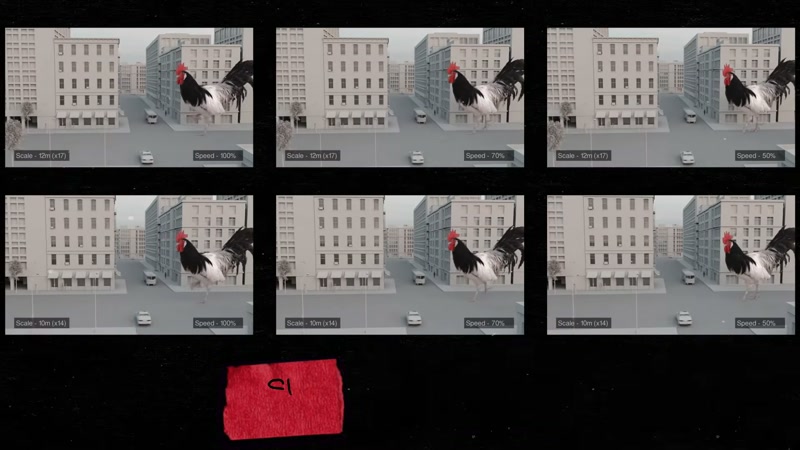 Scale - 12m (x17)
Speed - 100%
Scale - 12m (x17)
Speed - 70%
Scale - 12m (x17)
Speed - 50%
Scale - 10m (x14)
Speed - 100%
Scale - 10m (x14)
Speed - 70%
Scale - 10m (x14)
Speed - 50%